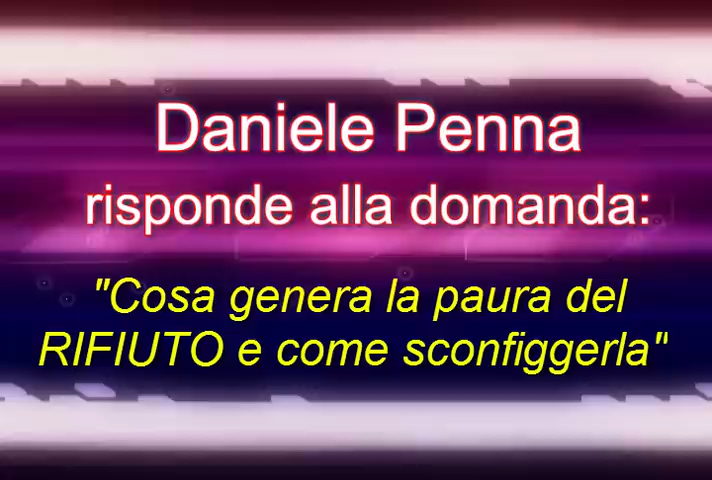 Daniele Penna
risponde alla domanda:
"Cosa genera la paura del
RIFIUTO e come sconfiggerla"